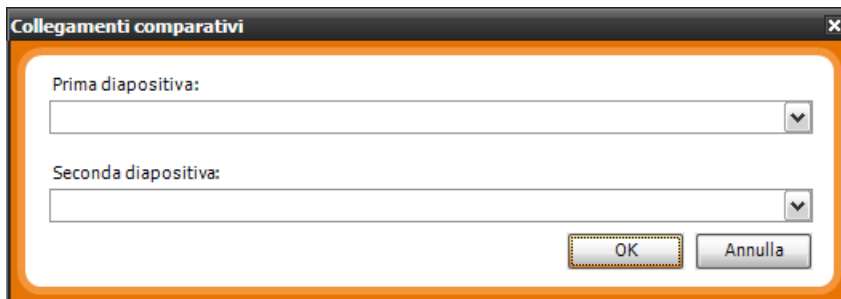 Collegamenti comparativi
Prima diapositiva:
Seconda diapositiva:
OK Annulla